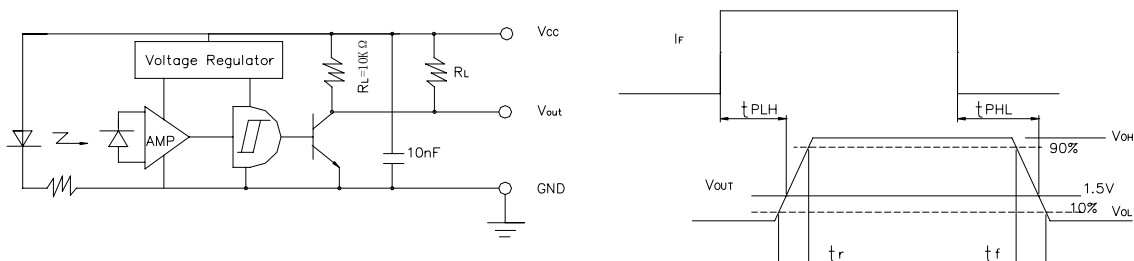 Vcc
Voltage Regulator
RL=10KΩ
RL
Vout
AMP
10nF
GND
IF
tPLH
tPHL
VOH
90%
VOUT
1.5V
10%
VOL
tr
tf